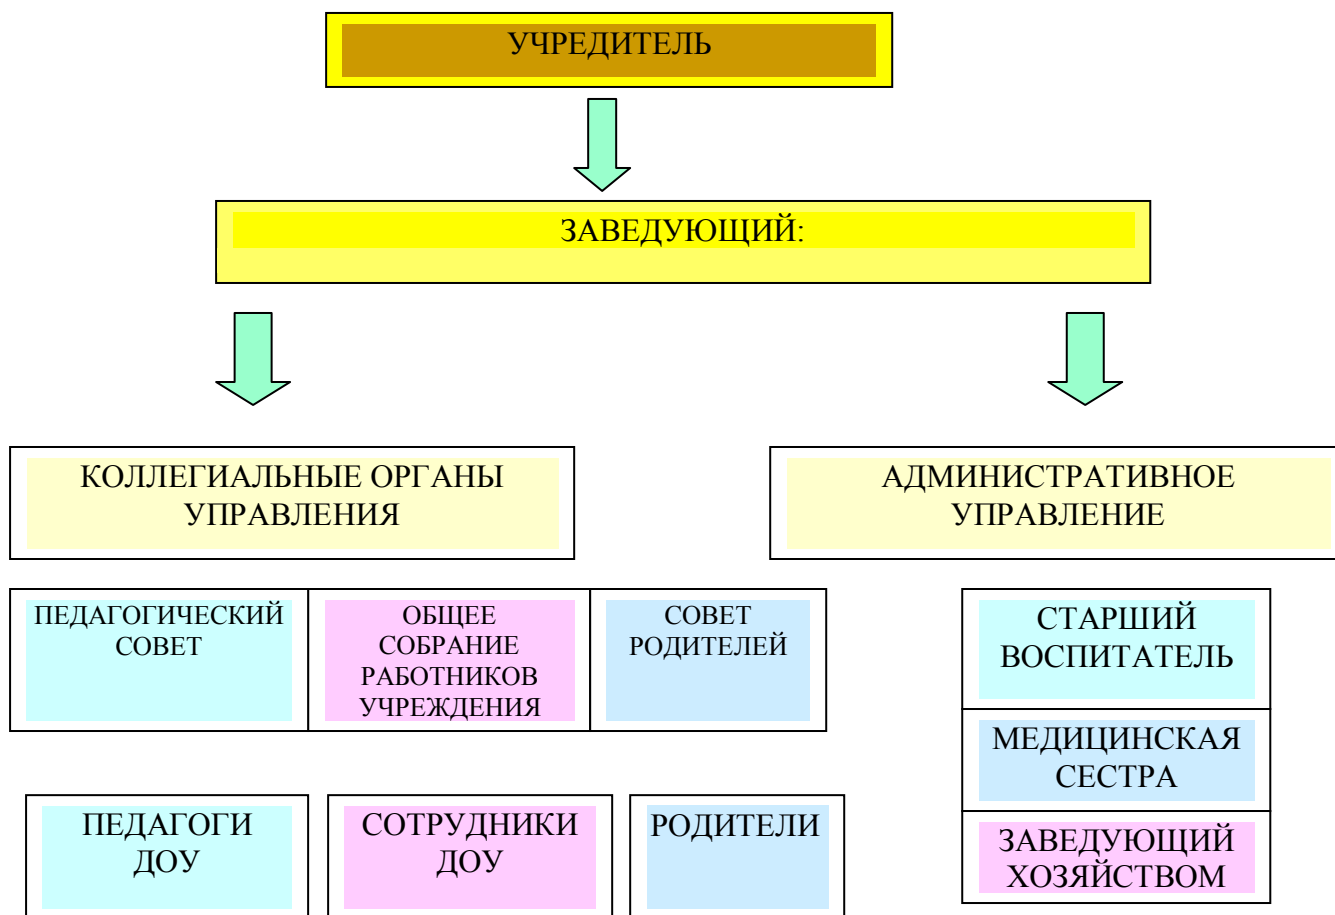 УЧРЕДИТЕЛЬ
ЗАВЕДУЮЩИЙ:
КОЛЛЕГИАЛЬНЫЕ ОРГАНЫ
УПРАВЛЕНИЯ
АДМИНИСТРАТИВНОЕ
УПРАВЛЕНИЕ
ПЕДАГОГИЧЕСКИЙ
СОВЕТ
ОБЩЕЕ
СОБРАНИЕ
РАБОТНИКОВ
УЧРЕЖДЕНИЯ
СОВЕТ
РОДИТЕЛЕЙ
СТАРШИЙ
ВОСПИТАТЕЛЬ
МЕДИЦИНСКАЯ
СЕСТРА
ЗАВЕДУЮЩИЙ
ХОЗЯЙСТВОМ
ПЕДАГОГИ
ДОУ
СОТРУДНИКИ
ДОУ
РОДИТЕЛИ